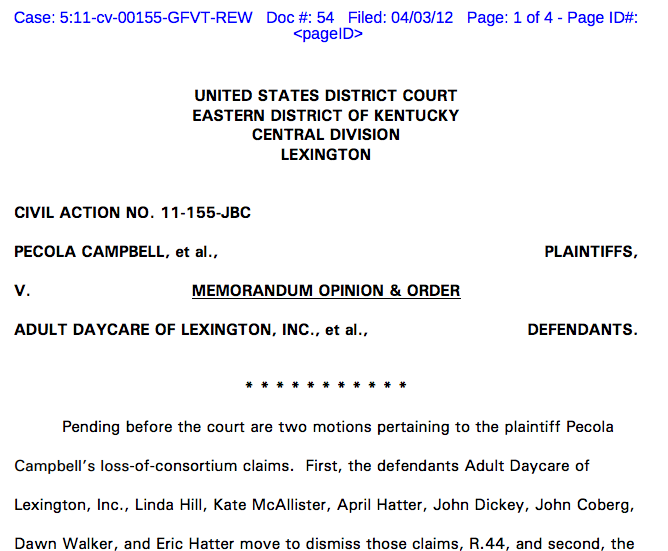 Case: 5:11-cv-00155-GFVT-REW Doc #: 54 Filed: 04/03/12 Page: 1 of 4 - Page ID#:
<pageID>
UNITED STATES DISTRICT COURT
EASTERN DISTRICT OF KENTUCKY
CENTRAL DIVISION
LEXINGTON
CIVIL ACTION NO. 11-155-JBC
PECOLA CAMPBELL, et al., PLAINTIFFS,
V. MEMORANDUM OPINION & ORDER
ADULT DAYCARE OF LEXINGTON, INC., et al., DEFENDANTS.
* * * * * * * * * * *
Pending before the court are two motions pertaining to the plaintiff Pecola
Campbell's loss-of-consortium claims. First, the defendants Adult Daycare of
Lexington, Inc., Linda Hill, Kate McAllister, April Hatter, John Dickey, John Coberg,
Dawn Walker, and Eric Hatter move to dismiss those claims, R.44, and second, the